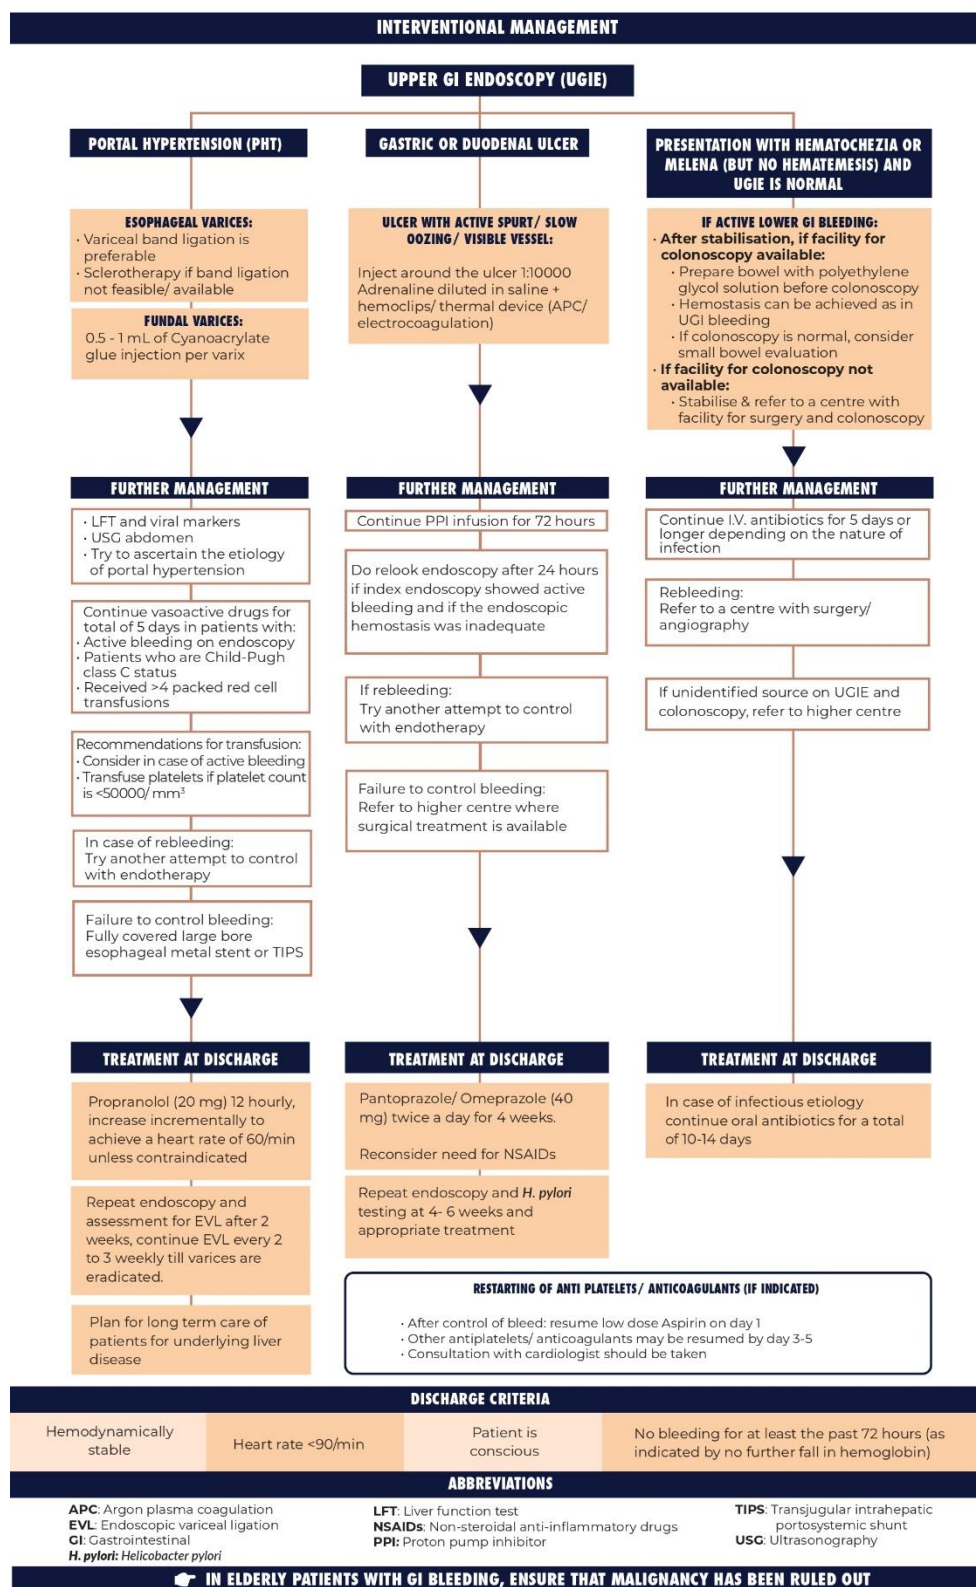 INTERVENTIONAL MANAGEMENT
UPPER GI ENDOSCOPY (UGIE)
PORTAL HYPERTENSION (PHT)
ESOPHAGEAL VARICES:
· Variceal band ligation is
preferable
· Sclerotherapy if band ligation
not feasible/ available
FUNDAL VARICES:
0.5 - 1 mL of Cyanoacrylate
glue injection per varix
FURTHER MANAGEMENT
· LFT and viral markers
· USG abdomen
· Try to ascertain the etiology
of portal hypertension
Continue vasoactive drugs for
total of 5 days in patients with:
· Active bleeding on endoscopy
· Patients who are Child-Pugh
class C status
· Received >4 packed red cell
transfusions
Recommendations for transfusion:
· Consider in case of active bleeding
· Transfuse platelets if platelet count
is <50000/ mm³
In case of rebleeding:
Try another attempt to control
with endotherapy
Failure to control bleeding:
Fully covered large bore
esophageal metal stent or TIPS
TREATMENT AT DISCHARGE
Propranolol (20 mg) 12 hourly,
increase incrementally to
achieve a heart rate of 60/min
unless contraindicated
Repeat endoscopy and
assessment for EVL after 2
weeks, continue EVL every 2
to 3 weekly till varices are
eradicated.
Plan for long term care of
patients for underlying liver
disease
GASTRIC OR DUODENAL ULCER
ULCER WITH ACTIVE SPURT/ SLOW
OOZING/ VISIBLE VESSEL:
Inject around the ulcer 1:10000
Adrenaline diluted in saline +
hemoclips/ thermal device (APC/
electrocoagulation)
FURTHER MANAGEMENT
Continue PPI infusion for 72 hours
Do relook endoscopy after 24 hours
if index endoscopy showed active
bleeding and if the endoscopic
hemostasis was inadequate
If rebleeding:
Try another attempt to control
with endotherapy
Failure to control bleeding:
Refer to higher centre where
surgical treatment is available
TREATMENT AT DISCHARGE
Pantoprazole/ Omeprazole (40
mg) twice a day for 4 weeks.
Reconsider need for NSAIDs
Repeat endoscopy and H. pylori
testing at 4- 6 weeks and
appropriate treatment
PRESENTATION WITH HEMATOCHEZIA OR
MELENA (BUT NO HEMATEMESIS) AND
UGIE IS NORMAL
IF ACTIVE LOWER GI BLEEDING:
· After stabilisation, if facility for
colonoscopy available:
· Prepare bowel with polyethylene
glycol solution before colonoscopy
· Hemostasis can be achieved as in
UGI bleeding
· If colonoscopy is normal, consider
small bowel evaluation
· If facility for colonoscopy not
available:
· Stabilise & refer to a centre with
facility for surgery and colonoscopy
FURTHER MANAGEMENT
Continue I.V. antibiotics for 5 days or
longer depending on the nature of
infection
Rebleeding:
Refer to a centre with surgery/
angiography
If unidentified source on UGIE and
colonoscopy, refer to higher centre
TREATMENT AT DISCHARGE
In case of infectious etiology
continue oral antibiotics for a total
of 10-14 days
RESTARTING OF ANTI PLATELETS/ ANTICOAGULANTS (IF INDICATED)
· After control of bleed: resume low dose Aspirin on day 1
· Other antiplatelets/ anticoagulants may be resumed by day 3-5
· Consultation with cardiologist should be taken
DISCHARGE CRITERIA
Hemodynamically
stable
Heart rate <90/min
Patient is
conscious
No bleeding for at least the past 72 hours (as
indicated by no further fall in hemoglobin)
ABBREVIATIONS
APC: Argon plasma coagulation
EVL: Endoscopic variceal ligation
GI: Gastrointestinal
H. pylori: Helicobacter pylori
LFT: Liver function test
NSAIDs: Non-steroidal anti-inflammatory drugs
PPI: Proton pump inhibitor
TIPS: Transjugular intrahepatic
portosystemic shunt
USG: Ultrasonography
IN ELDERLY PATIENTS WITH GI BLEEDING, ENSURE THAT MALIGNANCY HAS BEEN RULED OUT